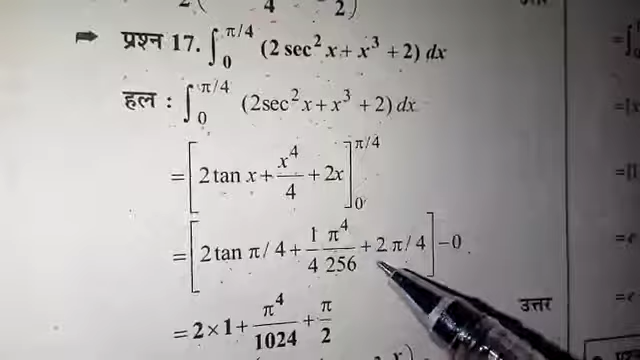 प्रश्न 17. ∫₀^{π/4} (2 sec² x + x³ + 2) dx
हल : ∫₀^{π/4} (2sec² x + x³ + 2) dx
= [2 tan x + x⁴/4 + 2x]₀^{π/4}
= [2 tan π/4 + 1/4 π⁴/256 + 2 π/4] – 0
= 2 × 1 + π⁴/1024 + π/2 उत्तर